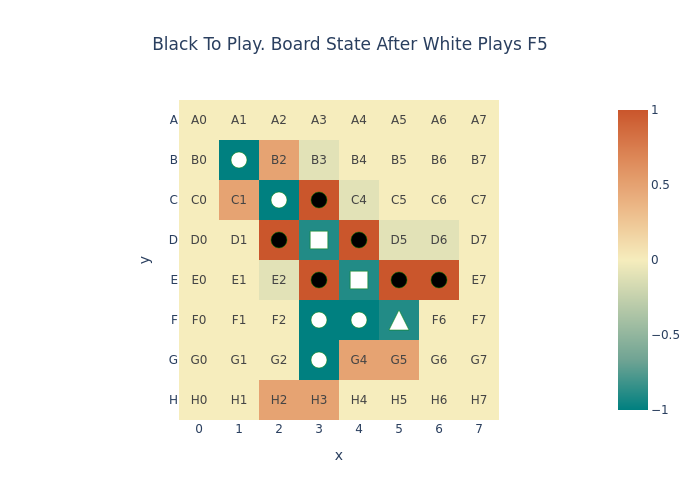 Black To Play. Board State After White Plays F5
A A0 A1 A2 A3 A4 A5 A6 A7
B B0 B2 B3 B4 B5 B6 B7
C C0 C1 C4 C5 C6 C7
D D0 D1 D5 D6 D7
E E0 E1 E2 E7
F F0 F1 F2 F6 F7
G G0 G1 G2 G4 G5 G6 G7
H H0 H1 H2 H3 H4 H5 H6 H7
0 1 2 3 4 5 6 7
x
y
1
0.5
0
−0.5
−1